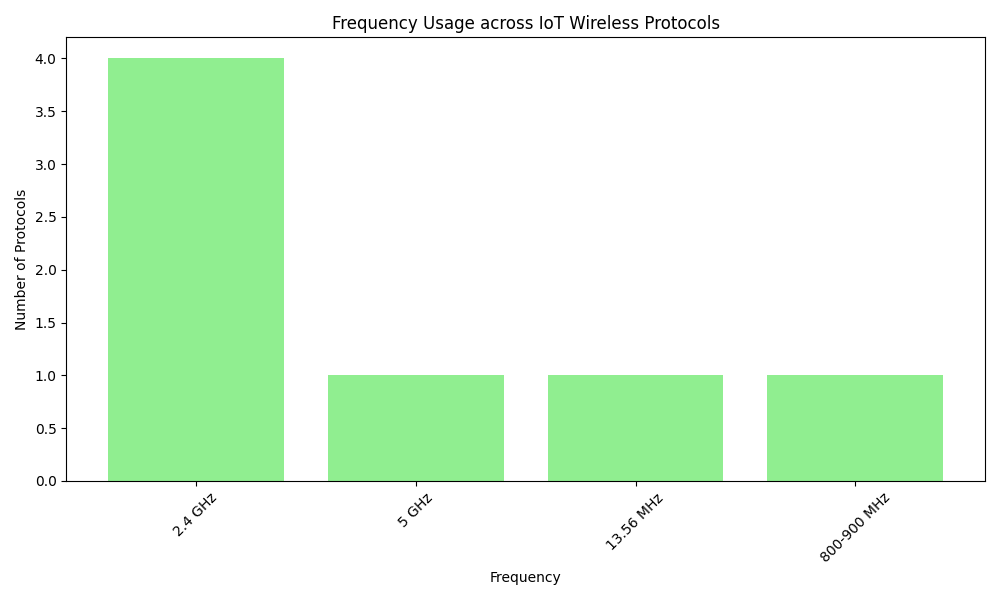 Frequency Usage across IoT Wireless Protocols
Number of Protocols
4.0
3.5
3.0
2.5
2.0
1.5
1.0
0.5
0.0
2.4 GHz
5 GHz
13.56 MHz
800-900 MHz
Frequency